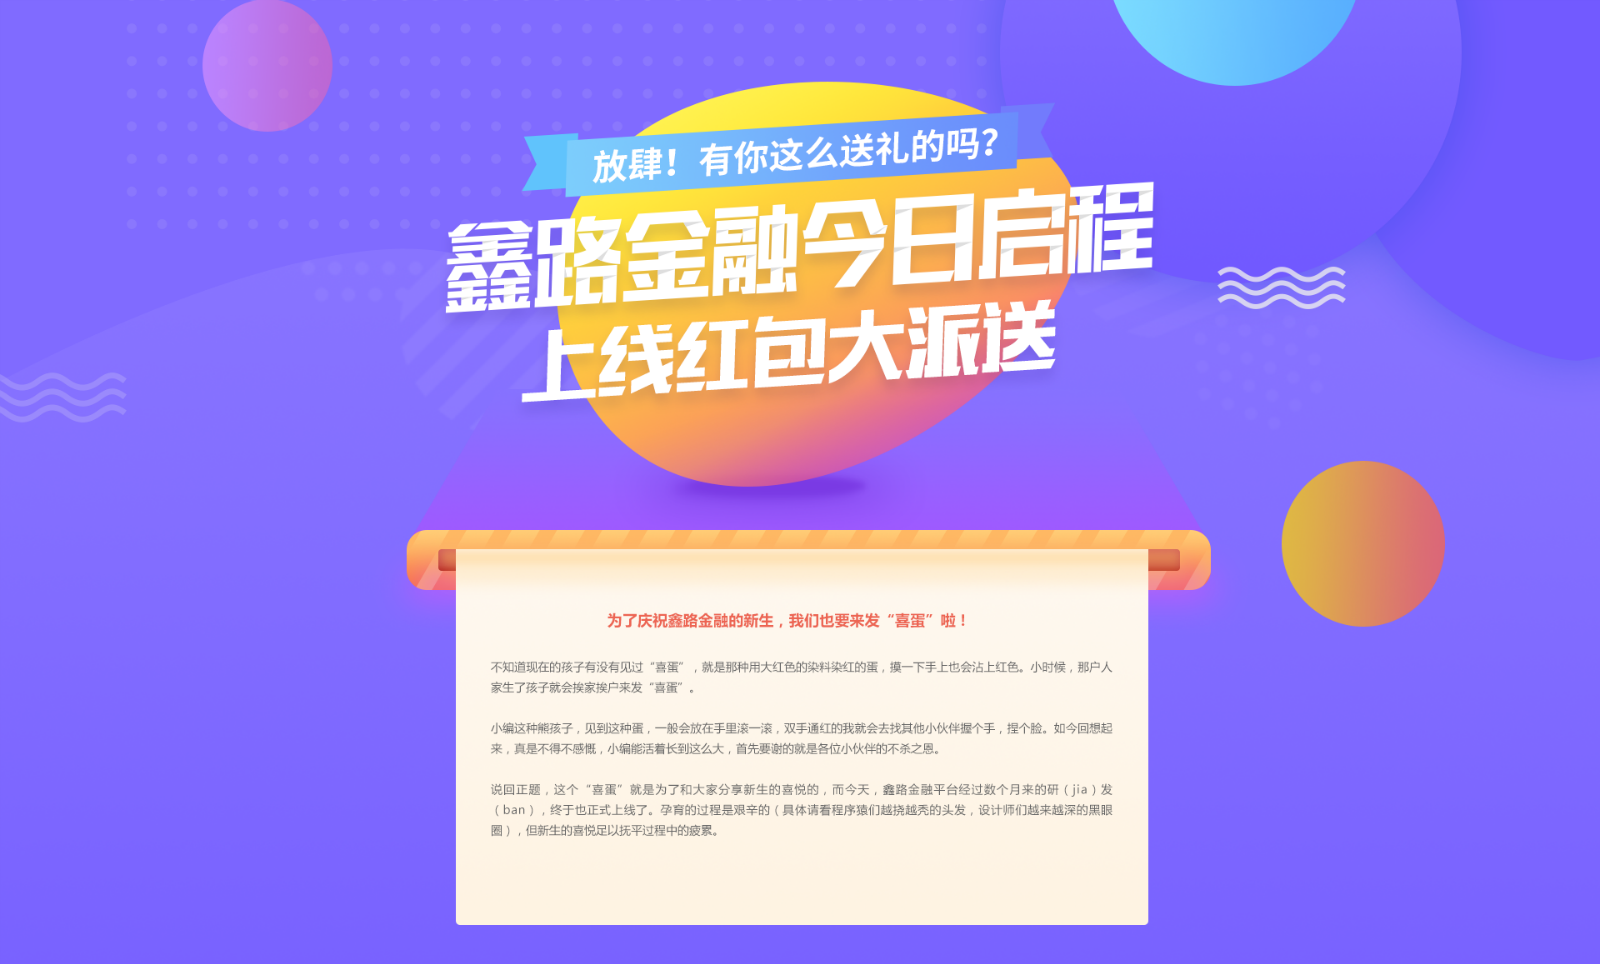 放肆！有你这么送礼的吗？
鑫路金融今日启程
上线红包大派送
为了庆祝鑫路金融的新生，我们也要来发“喜蛋”啦！
不知道现在的孩子有没有见过“喜蛋”，就是那种用大红色的染料染红的蛋，摸一下手上也会沾上红色。小时候，那户人
家生了孩子就会挨家挨户来发“喜蛋”。
小编这种熊孩子，见到这种蛋，一般会放在手里滚一滚，双手通红的我就会去找其他小伙伴握个手，捏个脸。如今回想起
来，真是不得不感慨，小编能活着长到这么大，首先要谢的就是各位小伙伴的不杀之恩。
说回正题，这个“喜蛋”就是为了和大家分享新生的喜悦的，而今天，鑫路金融平台经过数个月来的研（jia）发
（ban），终于也正式上线了。孕育的过程是艰辛的（具体请看程序猿们越挠越秃的头发，设计师们越来越深的黑眼
圈），但新生的喜悦足以抚平过程中的疲累。